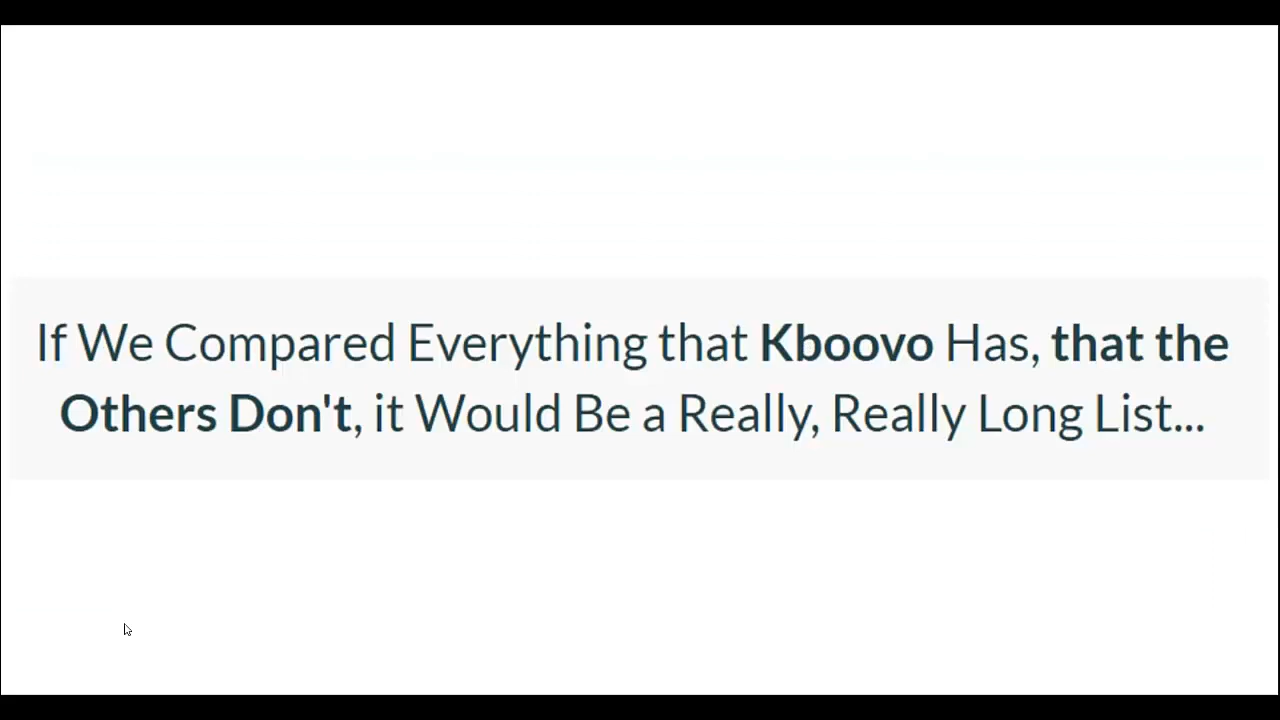 If We Compared Everything that Kboovo Has, that the
Others Don't, it Would Be a Really, Really Long List...